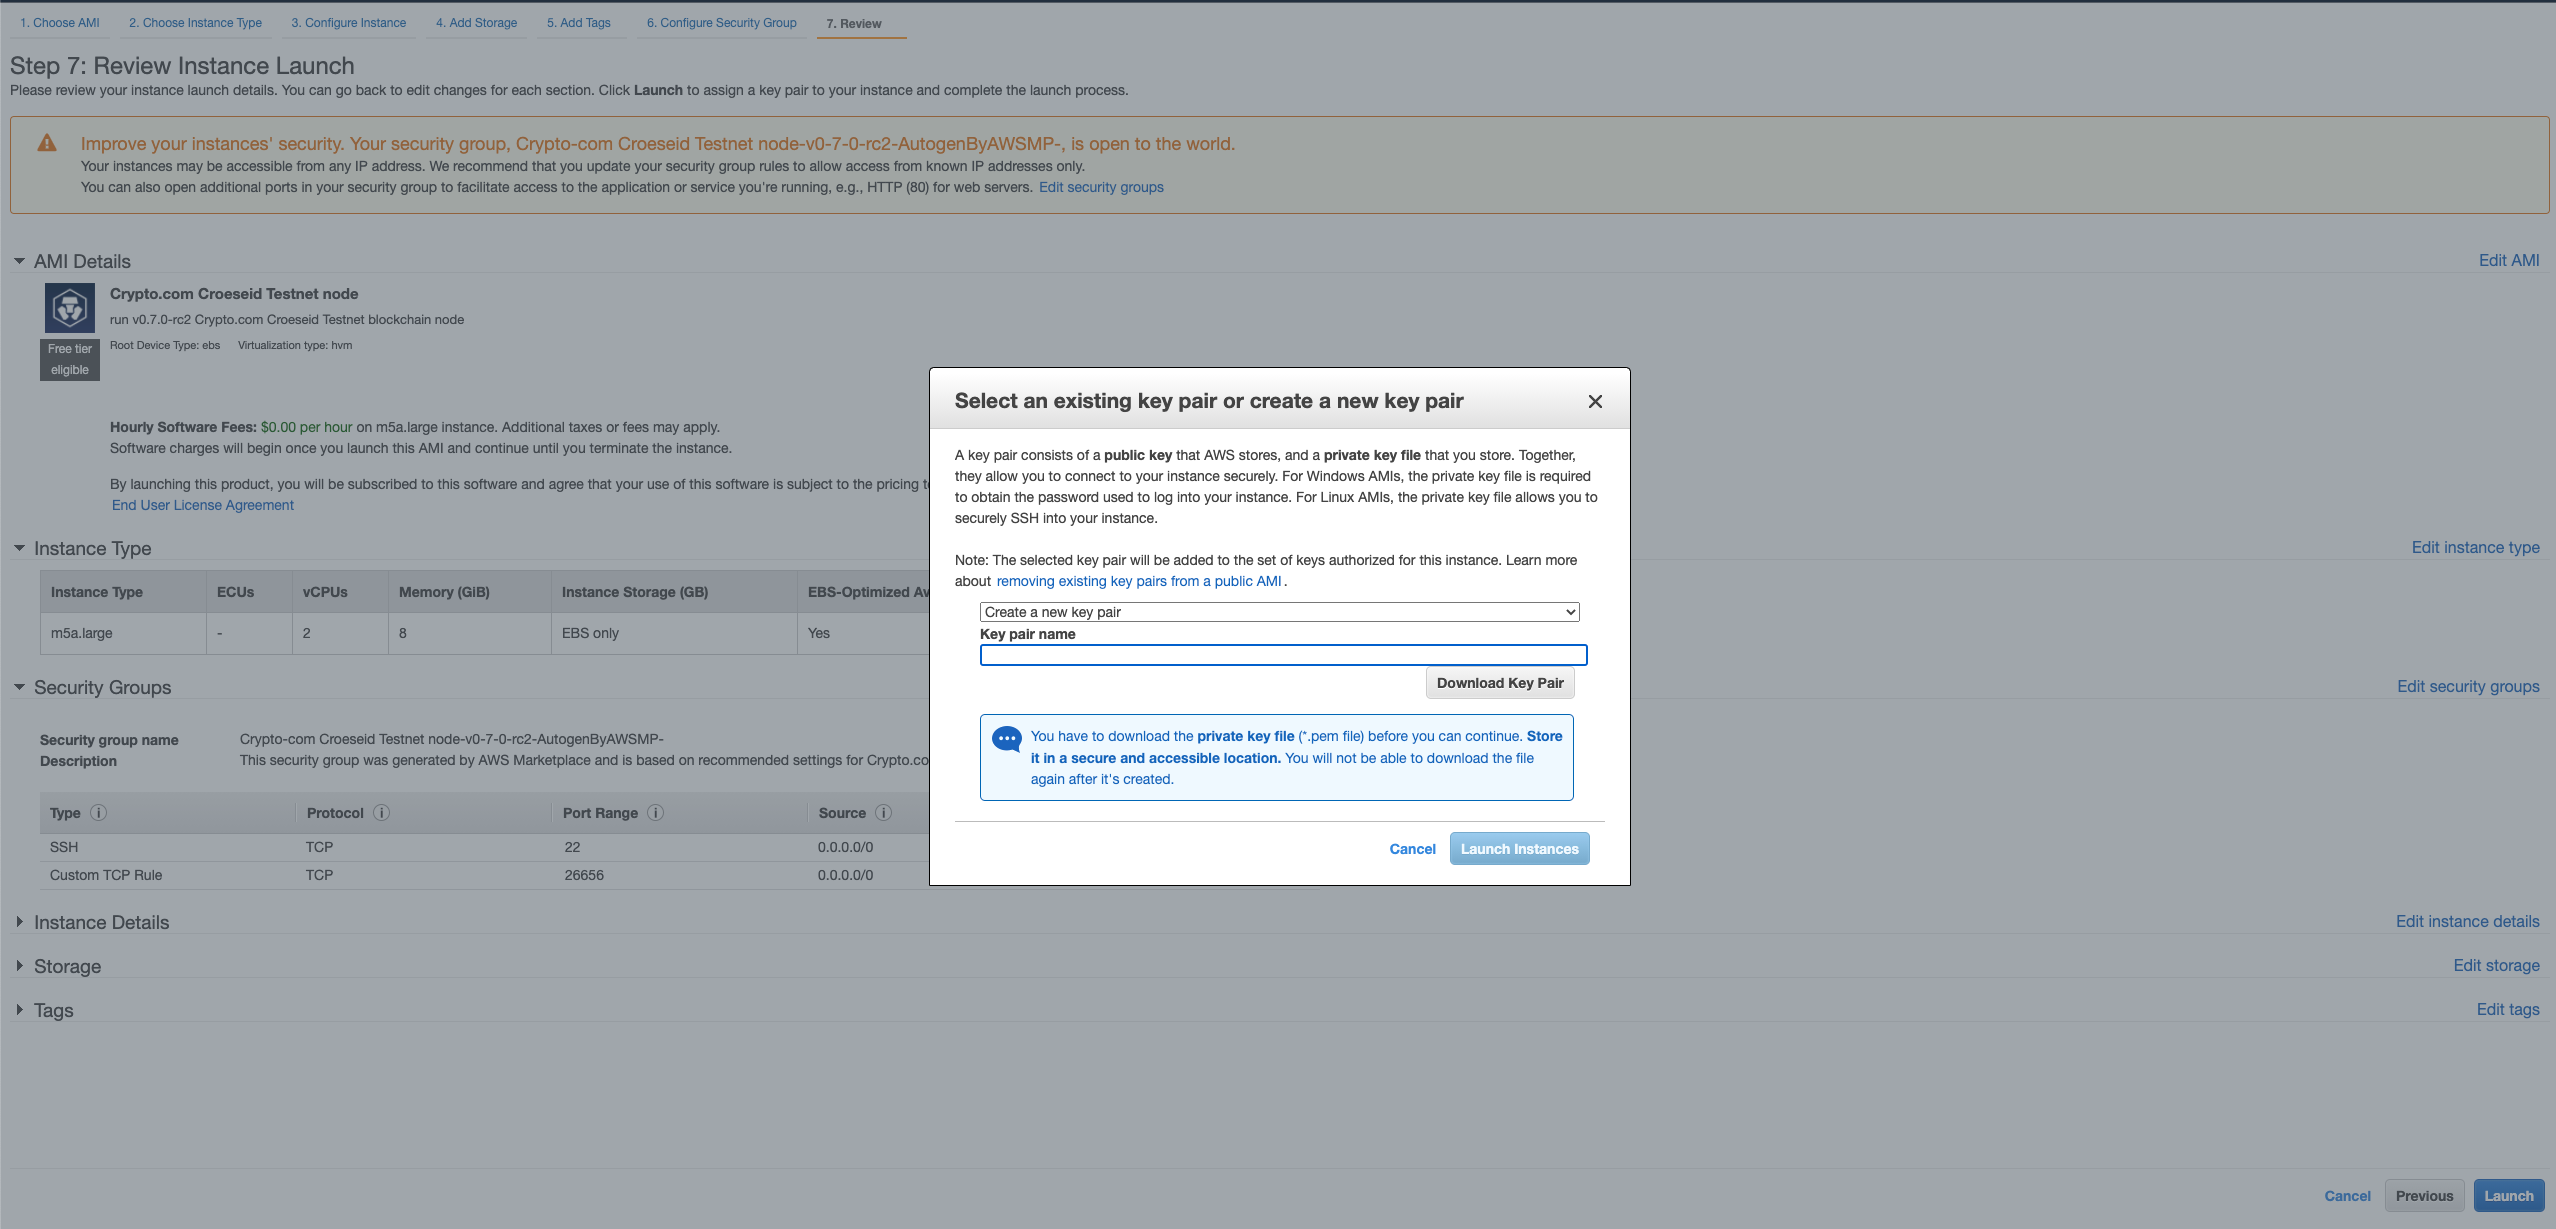 1. Choose AMI 2. Choose Instance Type 3. Configure Instance 4. Add Storage 5. Add Tags 6. Configure Security Group 7. Review
Step 7: Review Instance Launch
Please review your instance launch details. You can go back to edit changes for each section. Click Launch to assign a key pair to your instance and complete the launch process.
Improve your instances' security. Your security group, Crypto-com Croeseid Testnet node-v0-7-0-rc2-AutogenByAWSMP-, is open to the world.
Your instances may be accessible from any IP address. We recommend that you update your security group rules to allow access from known IP addresses only.
You can also open additional ports in your security group to facilitate access to the application or service you're running, e.g., HTTP (80) for web servers. Edit security groups
AMI Details Edit AMI
Crypto.com Croeseid Testnet node
run v0.7.0-rc2 Crypto.com Croeseid Testnet blockchain node
Free tier
eligible
Root Device Type: ebs Virtualization type: hvm
Hourly Software Fees: $0.00 per hour on m5a.large instance. Additional taxes or fees may apply.
Software charges will begin once you launch this AMI and continue until you terminate the instance.
By launching this product, you will be subscribed to this software and agree that your use of this software is subject to the pricing
End User License Agreement
Instance Type Edit instance type
Instance Type ECUs vCPUs Memory (GiB) Instance Storage (GB) EBS-Optimized Av
m5a.large - 2 8 EBS only Yes
Security Groups Edit security groups
Security group name Crypto-com Croeseid Testnet node-v0-7-0-rc2-AutogenByAWSMP-
Description This security group was generated by AWS Marketplace and is based on recommended settings for Crypto.co
Type Protocol Port Range Source
SSH TCP 22 0.0.0.0/0
Custom TCP Rule TCP 26656 0.0.0.0/0
Instance Details Edit instance details
Storage Edit storage
Tags Edit tags
Cancel Previous Launch
Select an existing key pair or create a new key pair
A key pair consists of a public key that AWS stores, and a private key file that you store. Together,
they allow you to connect to your instance securely. For Windows AMIs, the private key file is required
to obtain the password used to log into your instance. For Linux AMIs, the private key file allows you to
securely SSH into your instance.
Note: The selected key pair will be added to the set of keys authorized for this instance. Learn more
about removing existing key pairs from a public AMI.
Create a new key pair
Key pair name
Download Key Pair
You have to download the private key file (*.pem file) before you can continue. Store
it in a secure and accessible location. You will not be able to download the file
again after it's created.
Cancel Launch Instances